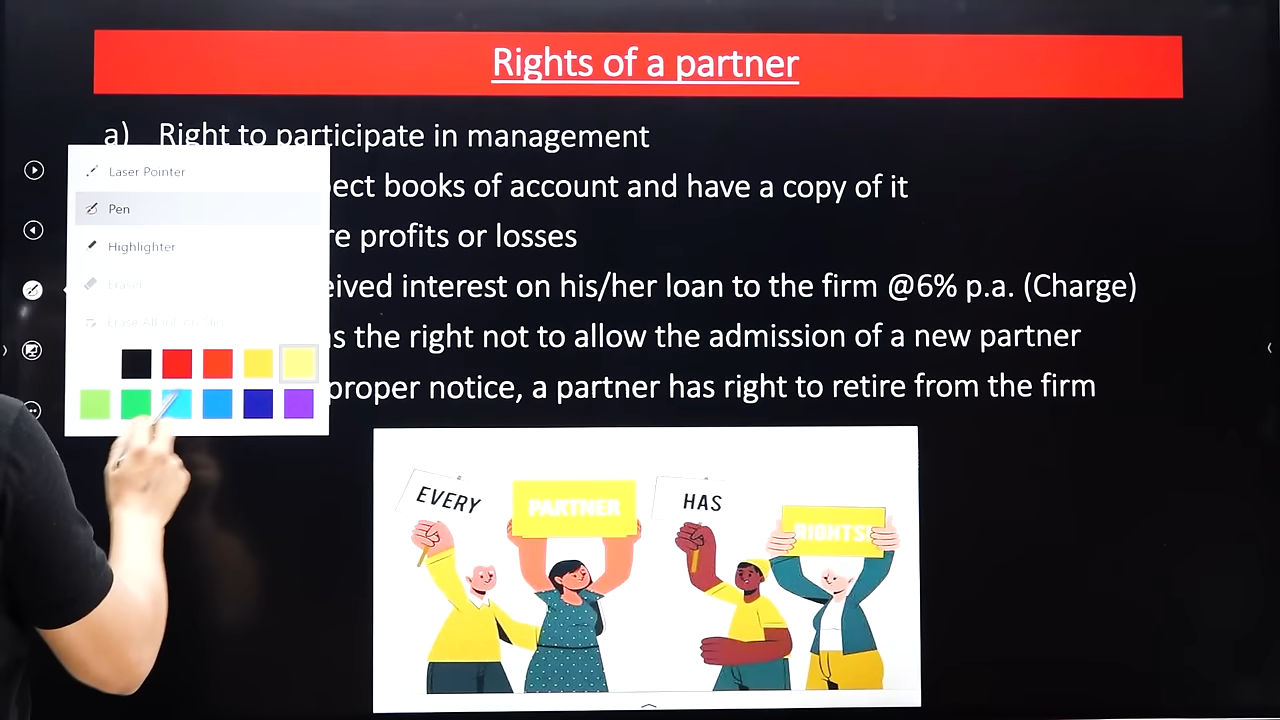 Rights of a partner
a) Right to participate in management
Laser Pointer
books of account and have a copy of it
Pen
profits or losses
Highlighter
Eraser
interest on his/her loan to the firm @6% p.a. (Charge)
the right not to allow the admission of a new partner
proper notice, a partner has right to retire from the firm
EVERY PARTNER HAS RIGHTS!